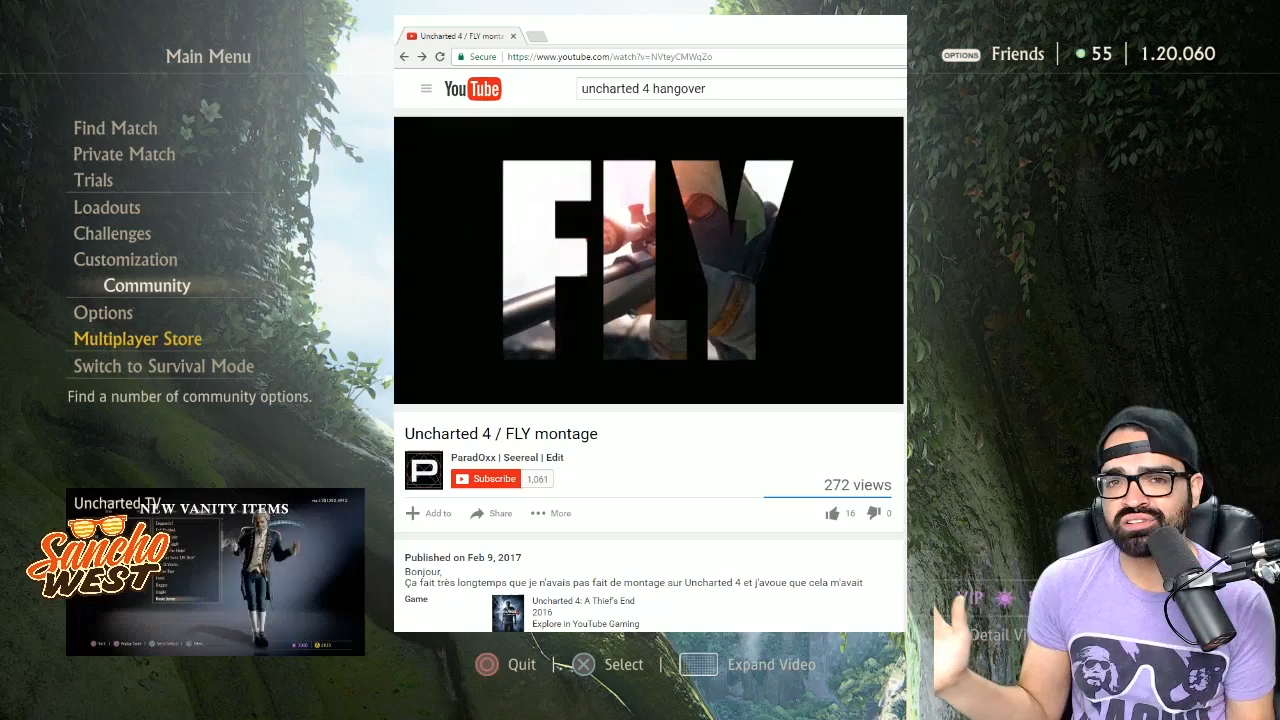 Main Menu
Find Match
Private Match
Trials
Loadouts
Challenges
Customization
Community
Options
Multiplayer Store
Switch to Survival Mode
Find a number of community options.
Uncharted TV
NEW VANITY ITEMS
Sancho
WEST
Uncharted 4 / FLY monta
Secure https://www.youtube.com/watch?v=NVteyCMWqZo
YouTube
uncharted 4 hangover
FLY
Uncharted 4 / FLY montage
P
ParadOxx | Seereal | Edit
Subscribe 1,061
272 views
Add to Share More 16 0
Published on Feb 9, 2017
Bonjour,
Ça fait très longtemps que je n'avais pas fait de montage sur Uncharted 4 et j'avoue que cela m'avait
Game
Uncharted 4: A Thief's End
2016
Explore in YouTube Gaming
Quit Select Expand Video
OPTIONS Friends 55 1.20.060
VIP
Detail